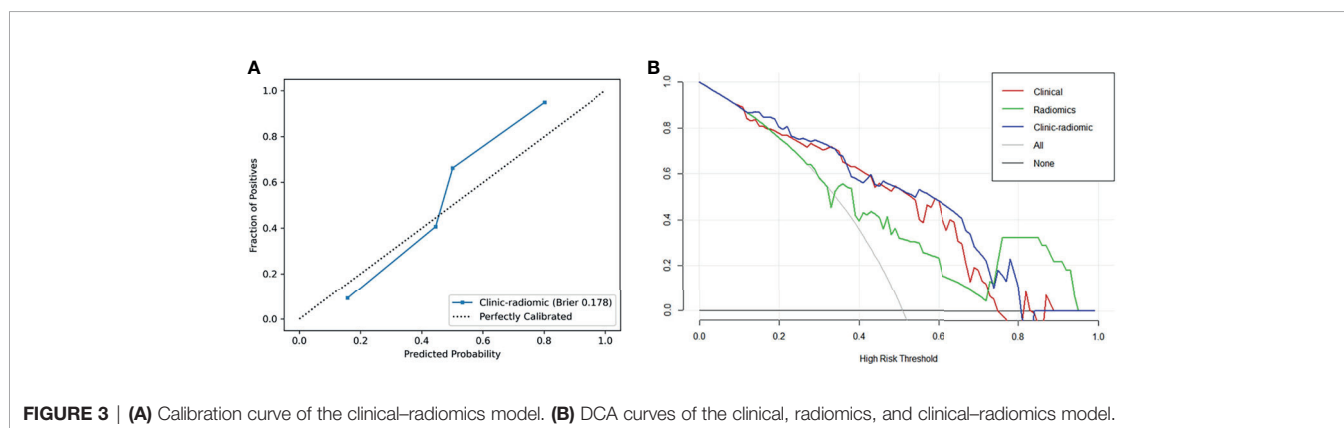 A
1.0
0.8
0.6
0.4
0.2
0.0
Fraction of Positives
0.0 0.2 0.4 0.6 0.8 1.0
Predicted Probability
Clinic-radiomic (Brier 0.178)
Perfectly Calibrated
B
1.0
0.8
0.6
0.4
0.2
0.0
0.0 0.2 0.4 0.6 0.8 1.0
High Risk Threshold
Clinical
Radiomics
Clinic-radiomic
All
None
FIGURE 3 | (A) Calibration curve of the clinical–radiomics model. (B) DCA curves of the clinical, radiomics, and clinical–radiomics model.